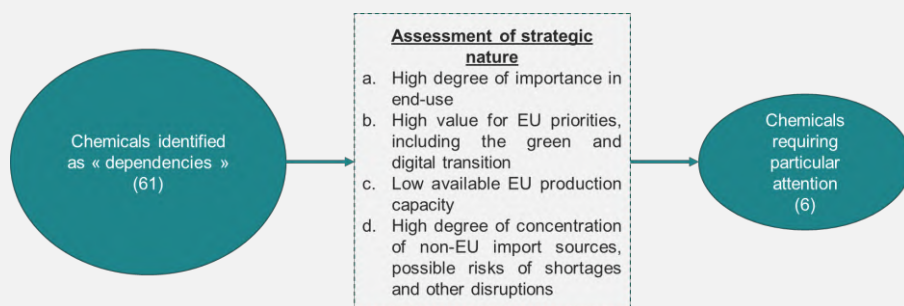 Chemicals identified
as « dependencies »
(61)
Assessment of strategic
nature
a. High degree of importance in
end-use
b. High value for EU priorities,
including the green and
digital transition
c. Low available EU production
capacity
d. High degree of concentration
of non-EU import sources,
possible risks of shortages
and other disruptions
Chemicals
requiring
particular
attention
(6)